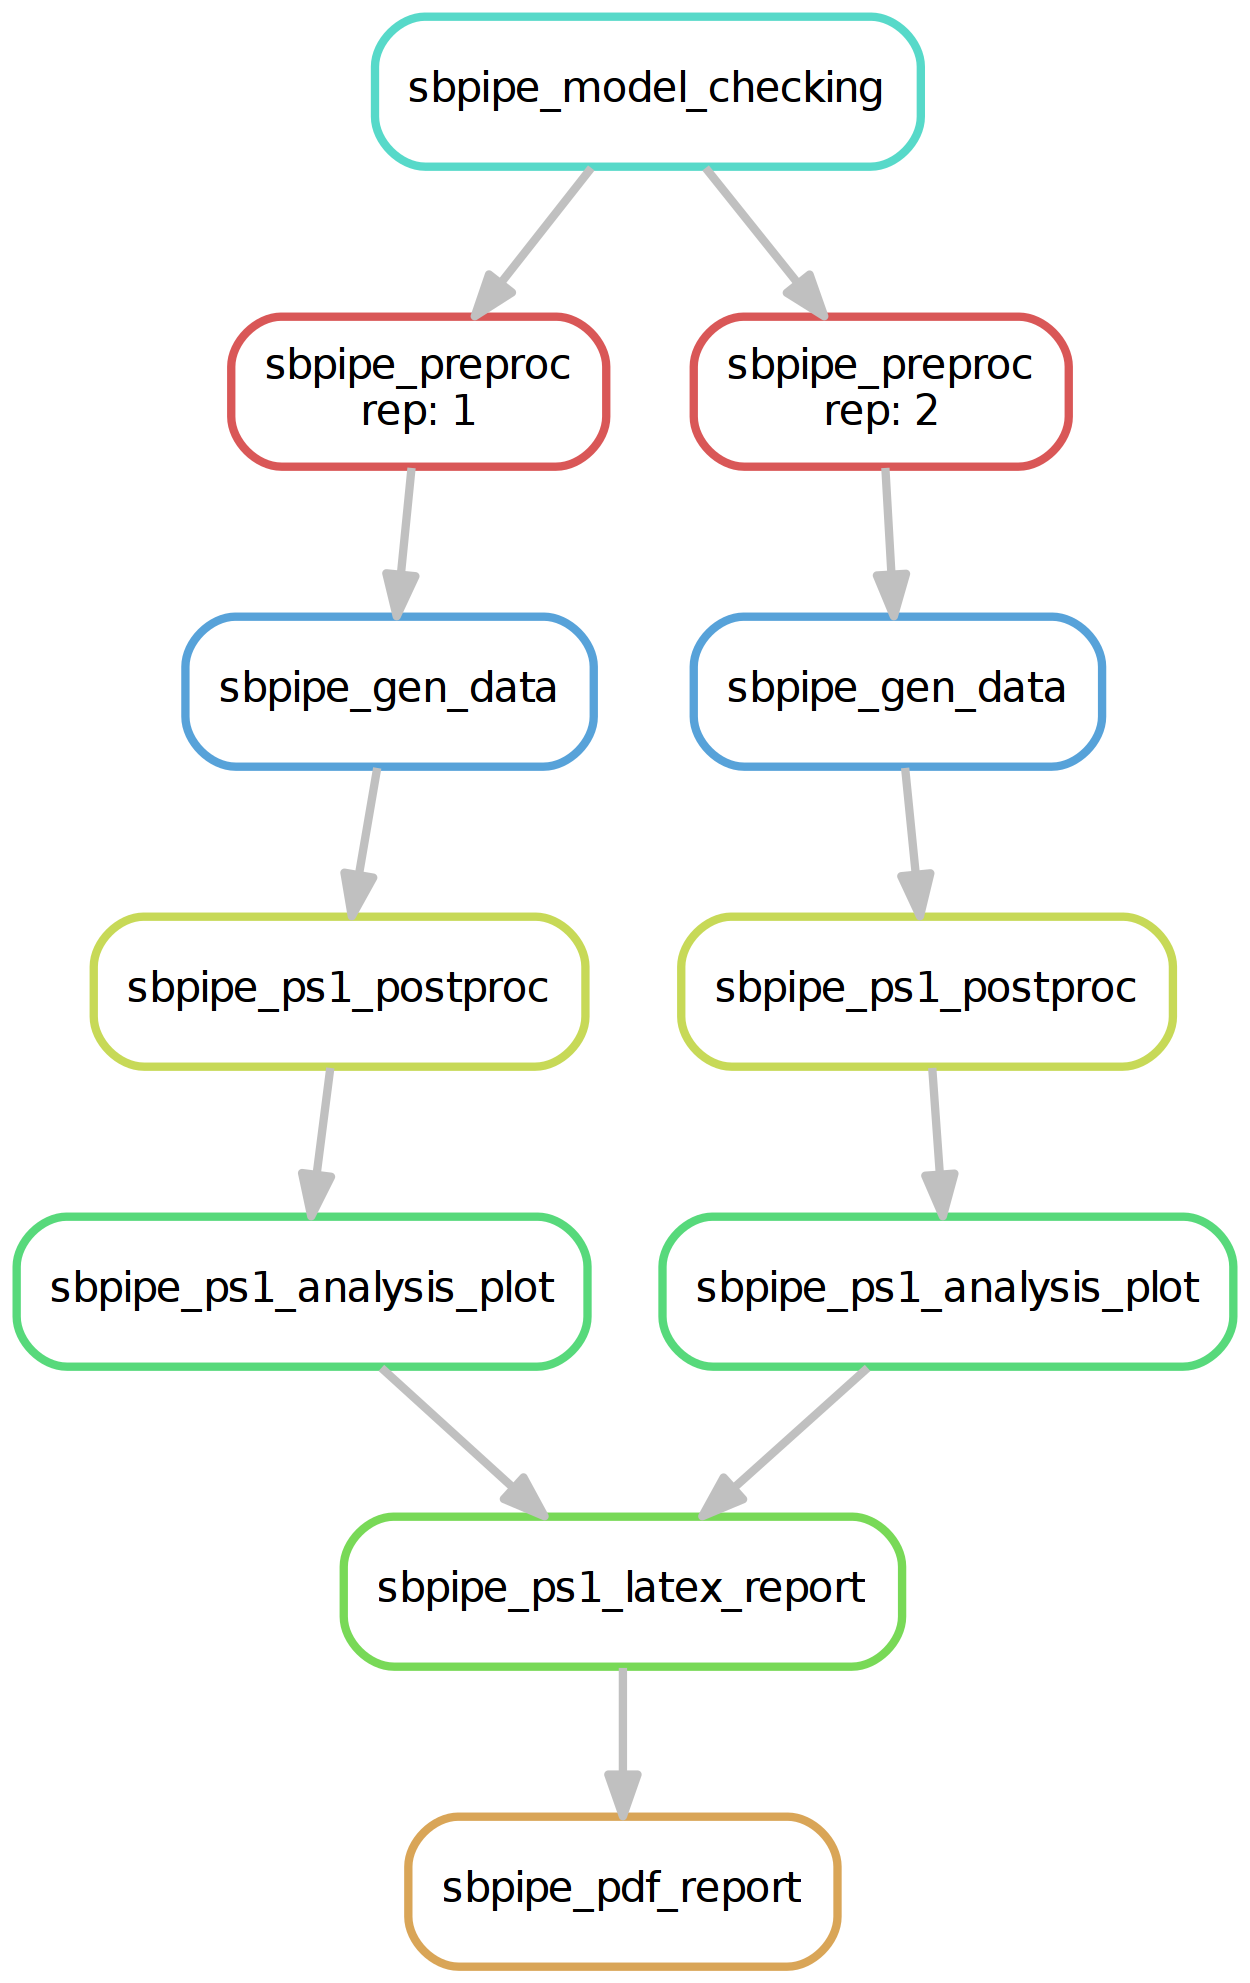 sbpipe_model_checking
sbpipe_preproc
rep: 1
sbpipe_preproc
rep: 2
sbpipe_gen_data
sbpipe_gen_data
sbpipe_ps1_postproc
sbpipe_ps1_postproc
sbpipe_ps1_analysis_plot
sbpipe_ps1_analysis_plot
sbpipe_ps1_latex_report
sbpipe_pdf_report